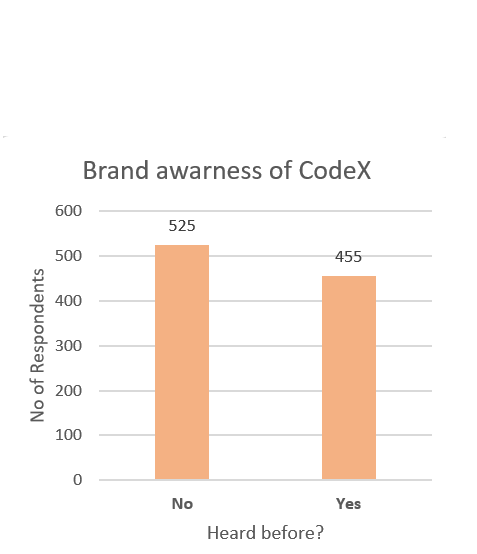 Brand awarness of CodeX
600
525
500
455
400
300
200
100
0
No of Respondents
No
Yes
Heard before?